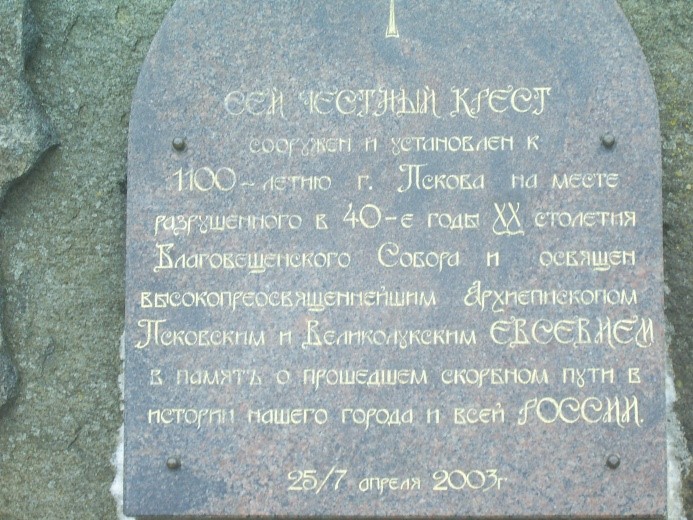 СЕЙ ЧЕСТНЫЙ КРЕСТ
сооружен и установлен к
1100-летию г. Пскова на месте
разрушенного в 40-е годы XX столетия
Благовещенского Собора и освящен
высокопреосвященнейшим Архиепископом
Псковским и Великолукским ЕВСЕВИЕМ
в память о прошедшем скорбном пути в
истории нашего города и всей РОССИИ.
25/7 апреля 2003г